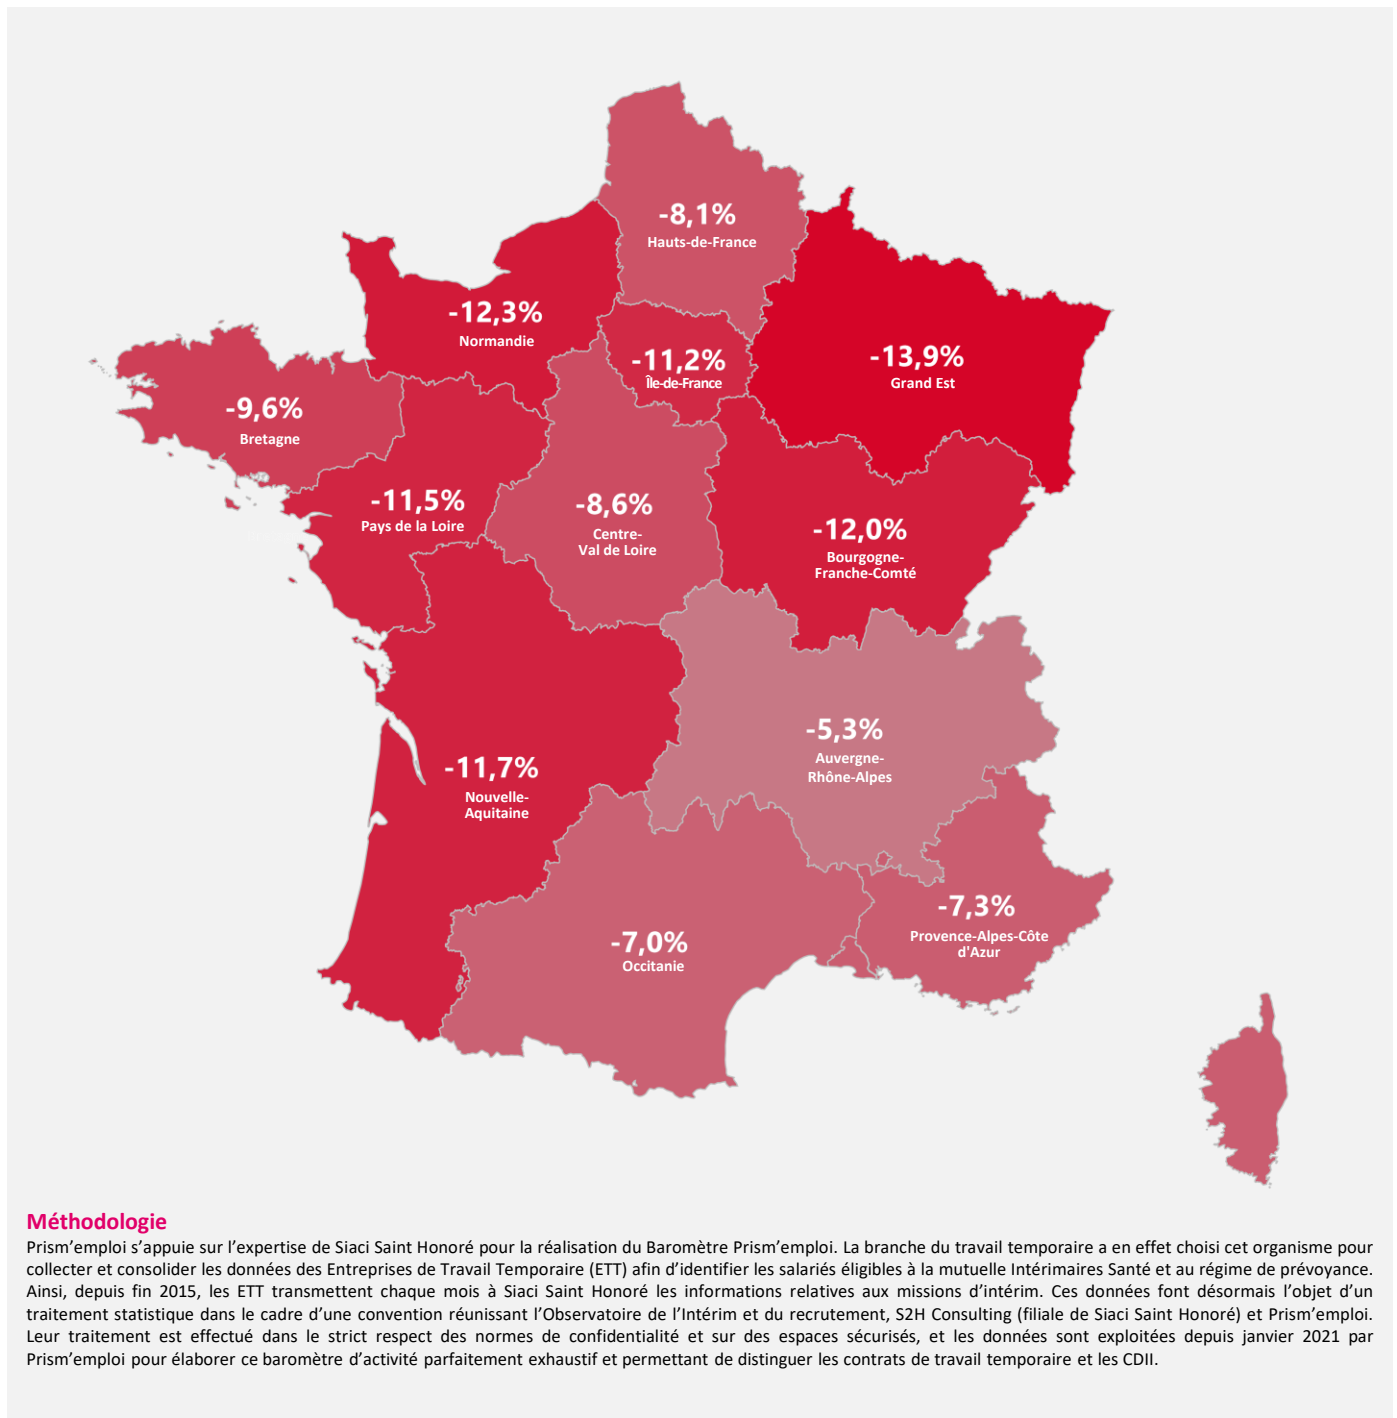 -8,1%
Hauts-de-France
-12,3%
Normandie
-11,2%
Île-de-France
-13,9%
Grand Est
-9,6%
Bretagne
-11,5%
Pays de la Loire
-8,6%
Centre-
Val de Loire
-12,0%
Bourgogne-
Franche-Comté
-5,3%
Auvergne-
Rhône-Alpes
-11,7%
Nouvelle-
Aquitaine
-7,3%
Provence-Alpes-Côte
d'Azur
-7,0%
Occitanie
Méthodologie
Prism’emploi s’appuie sur l’expertise de Siaci Saint Honoré pour la réalisation du Baromètre Prism’emploi. La branche du travail temporaire a en effet choisi cet organisme pour
collecter et consolider les données des Entreprises de Travail Temporaire (ETT) afin d’identifier les salariés éligibles à la mutuelle Intérimaires Santé et au régime de prévoyance.
Ainsi, depuis fin 2015, les ETT transmettent chaque mois à Siaci Saint Honoré les informations relatives aux missions d’intérim. Ces données font désormais l’objet d’un
traitement statistique dans le cadre d’une convention réunissant l’Observatoire de l’Intérim et du recrutement, S2H Consulting (filiale de Siaci Saint Honoré) et Prism’emploi.
Leur traitement est effectué dans le strict respect des normes de confidentialité et sur des espaces sécurisés, et les données sont exploitées depuis janvier 2021 par
Prism’emploi pour élaborer ce baromètre d’activité parfaitement exhaustif et permettant de distinguer les contrats de travail temporaire et les CDII.